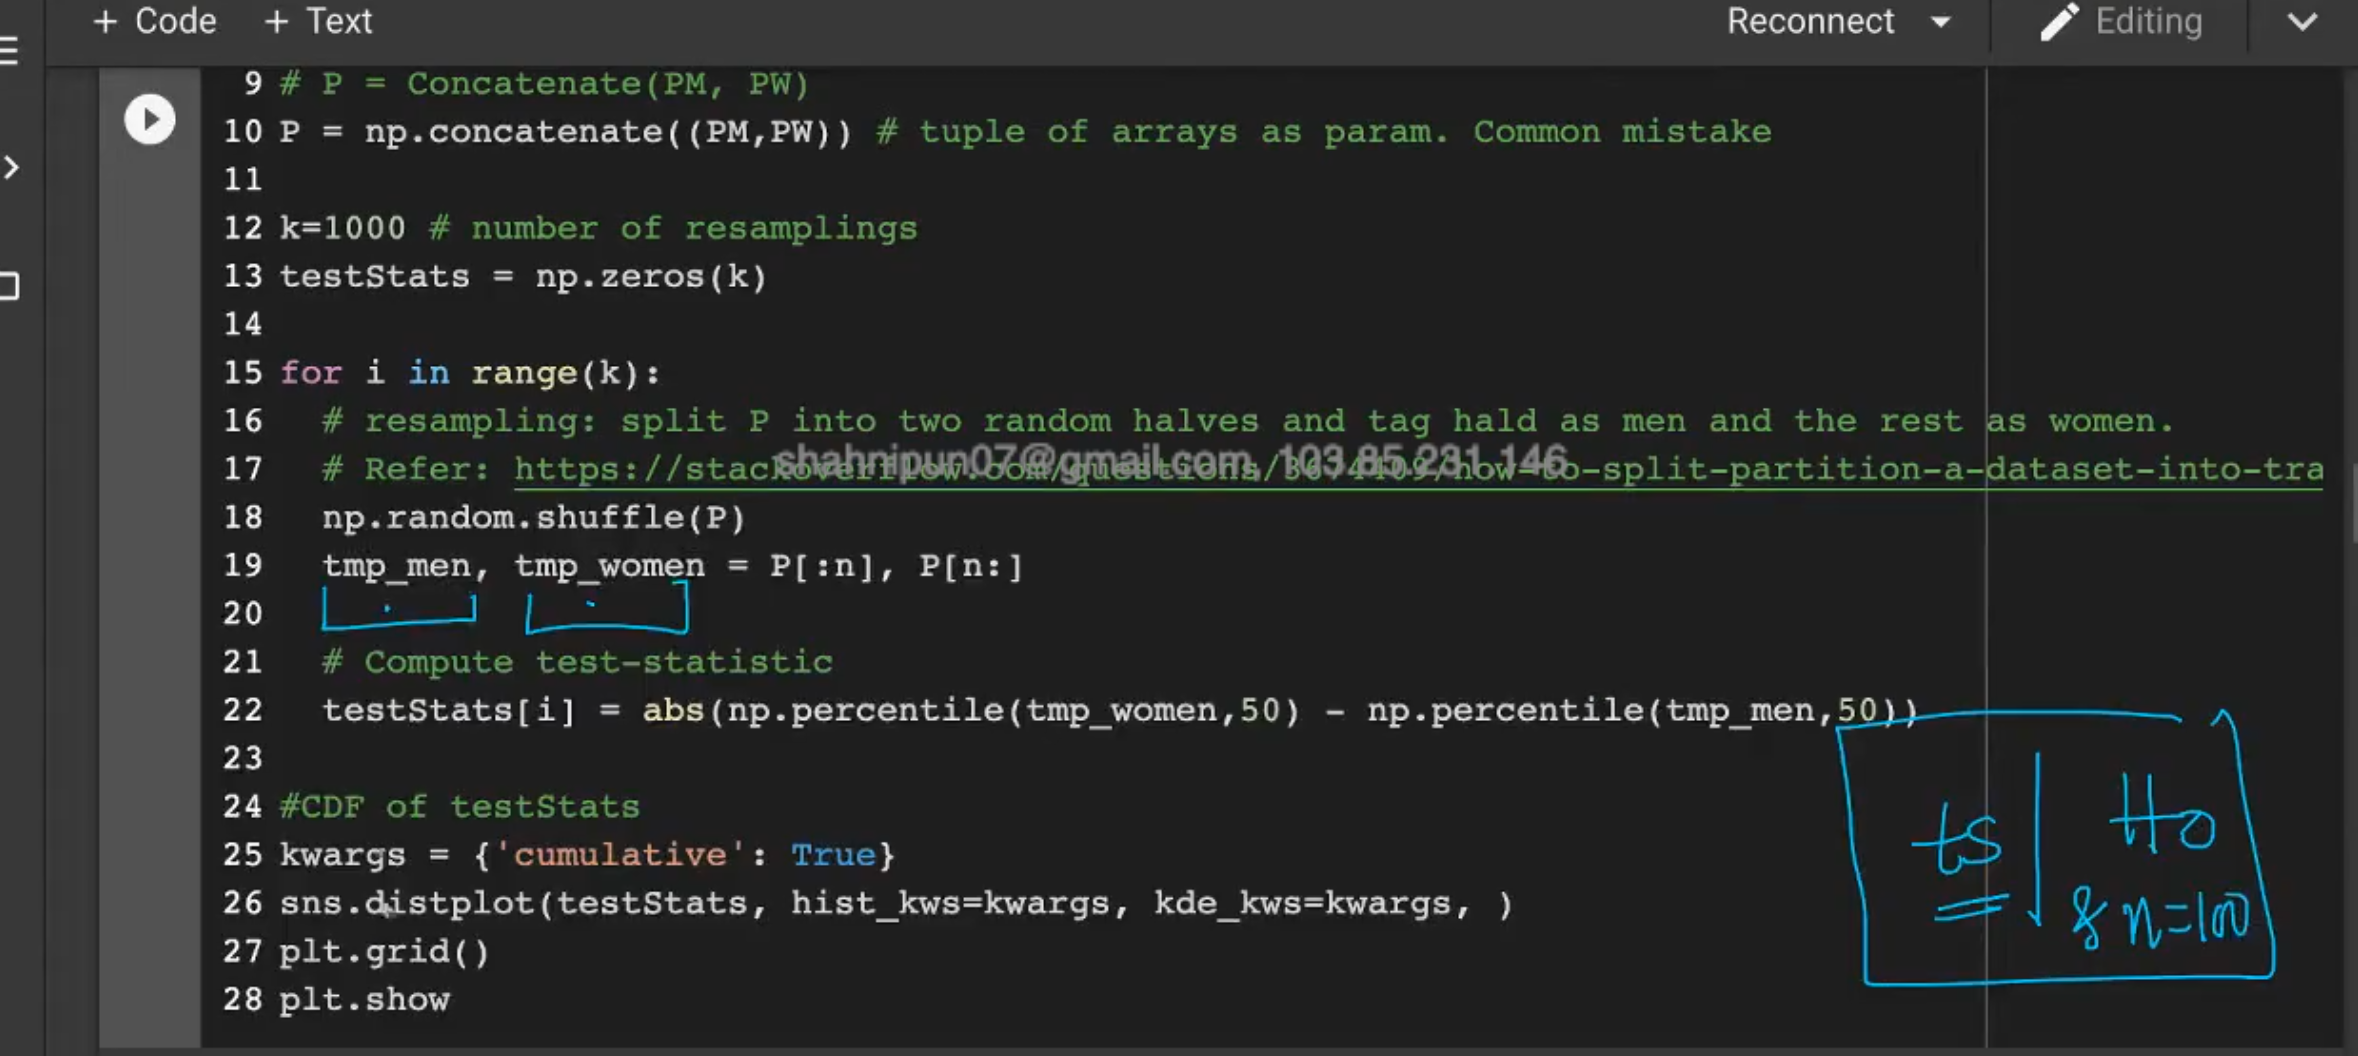 + Code + Text Reconnect Editing
9 # P = Concatenate(PM, PW)
10 P = np.concatenate((PM,PW)) # tuple of arrays as param. Common mistake
11
12 k=1000 # number of resamplings
13 testStats = np.zeros(k)
14
15 for i in range(k):
16 # resampling: split P into two random halves and tag hald as men and the rest as women.
shahnipun07@gmail.com 103.85.231.146
17 # Refer: https://stackoverflow.com/questions/3674409/how-to-split-partition-a-dataset-into-tra
18 np.random.shuffle(P)
19 tmp_men, tmp_women = P[:n], P[n:]
20
21 # Compute test-statistic
22 testStats[i] = abs(np.percentile(tmp_women,50) - np.percentile(tmp_men,50))
23
24 #CDF of testStats
25 kwargs = {'cumulative': True}
26 sns.distplot(testStats, hist_kws=kwargs, kde_kws=kwargs, )
27 plt.grid()
28 plt.show
ts | Ho
& n=100